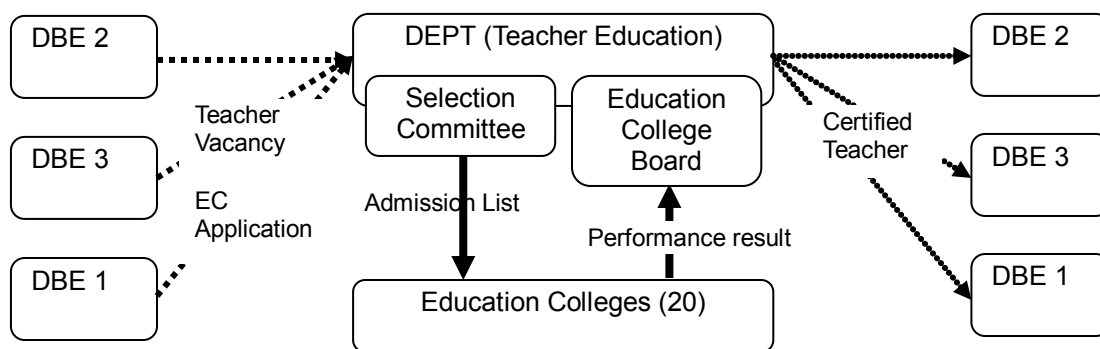 DBE 2
DEPT (Teacher Education)
DBE 2
Selection
Committee
Education
College
Board
Teacher
Vacancy
Certified
Teacher
DBE 3
DBE 3
EC
Application
Admission List
Performance result
DBE 1
DBE 1
Education Colleges (20)